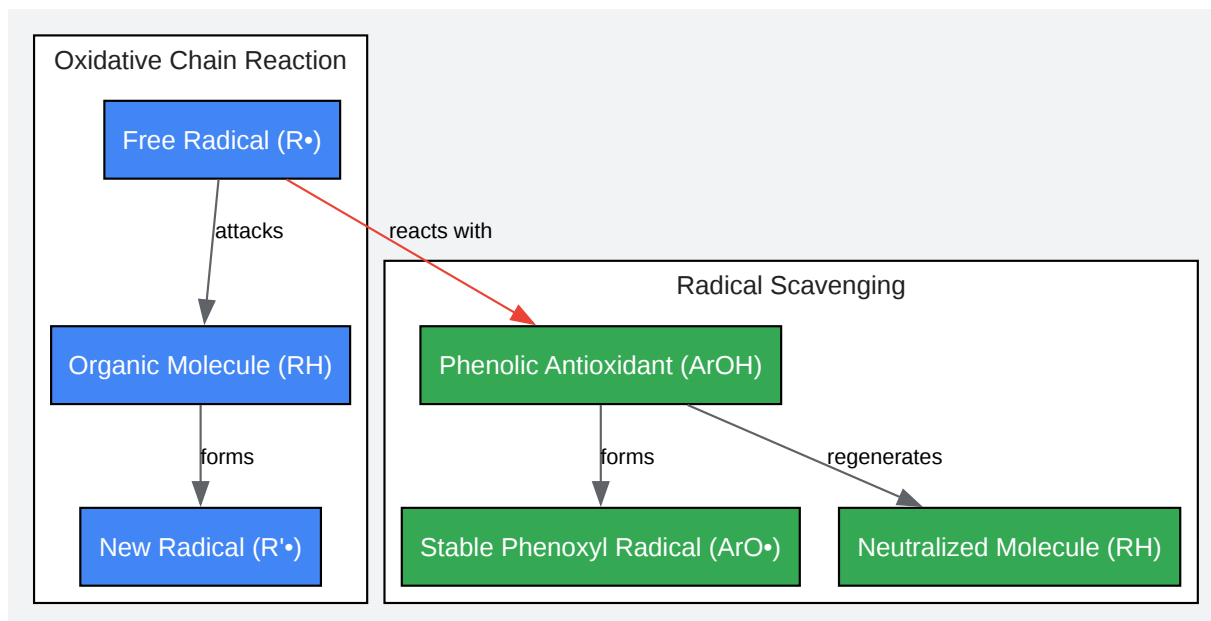 Oxidative Chain Reaction
Free Radical (R•)
attacks
reacts with
Radical Scavenging
Organic Molecule (RH)
Phenolic Antioxidant (ArOH)
forms
forms
regenerates
New Radical (R'•)
Stable Phenoxyl Radical (ArO•)
Neutralized Molecule (RH)